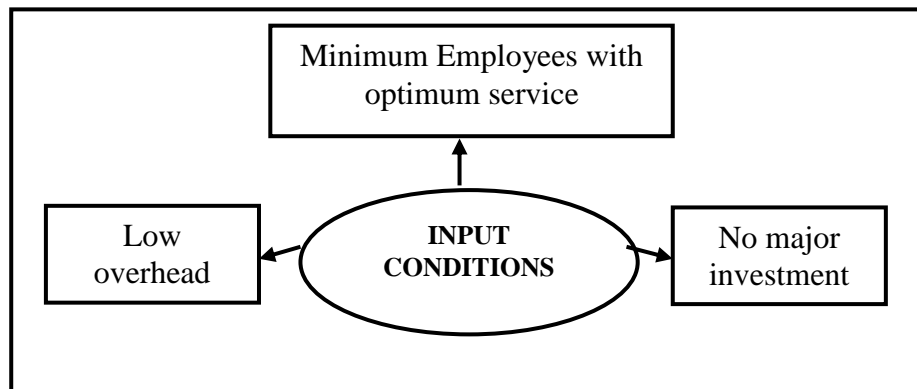 Minimum Employees with
optimum service
Low
overhead
INPUT
CONDITIONS
No major
investment